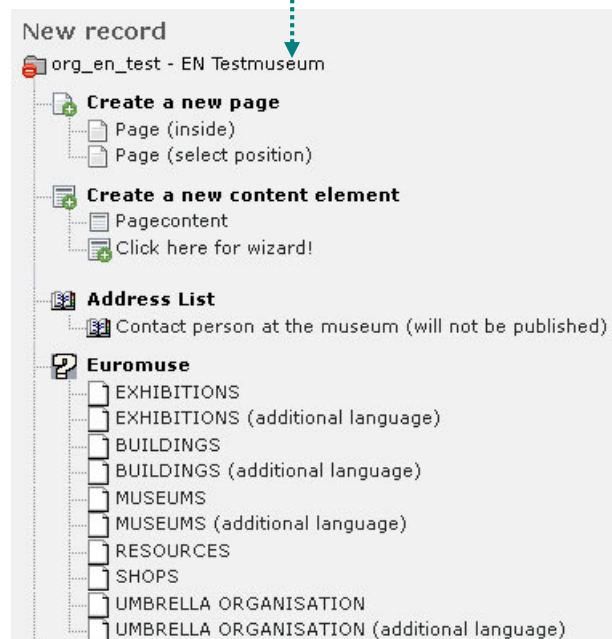 New record
org_en_test - EN Testmuseum
Create a new page
Page (inside)
Page (select position)
Create a new content element
Pagecontent
Click here for wizard!
Address List
Contact person at the museum (will not be published)
Euromuse
EXHIBITIONS
EXHIBITIONS (additional language)
BUILDINGS
BUILDINGS (additional language)
MUSEUMS
MUSEUMS (additional language)
RESOURCES
SHOPS
UMBRELLA ORGANISATION
UMBRELLA ORGANISATION (additional language)